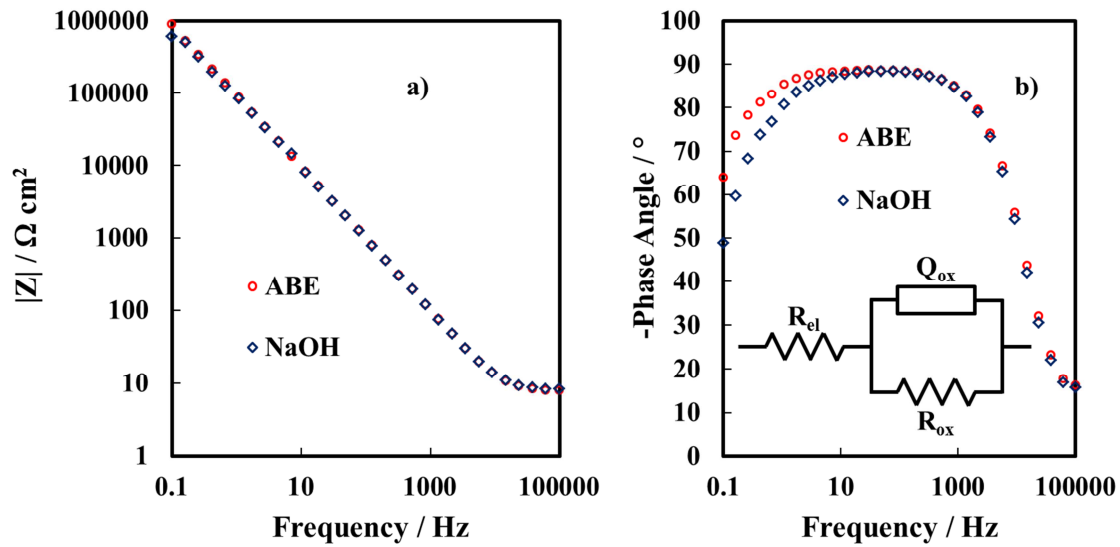 |Z| / Ω cm²
1000000
100000
10000
1000
100
10
1
a)
ABE
NaOH
0.1
10
1000
100000
Frequency / Hz
-Phase Angle / °
100
90
80
70
60
50
40
30
20
10
0
b)
ABE
NaOH
Qox
Rel
Rox
0.1
10
1000
100000
Frequency / Hz